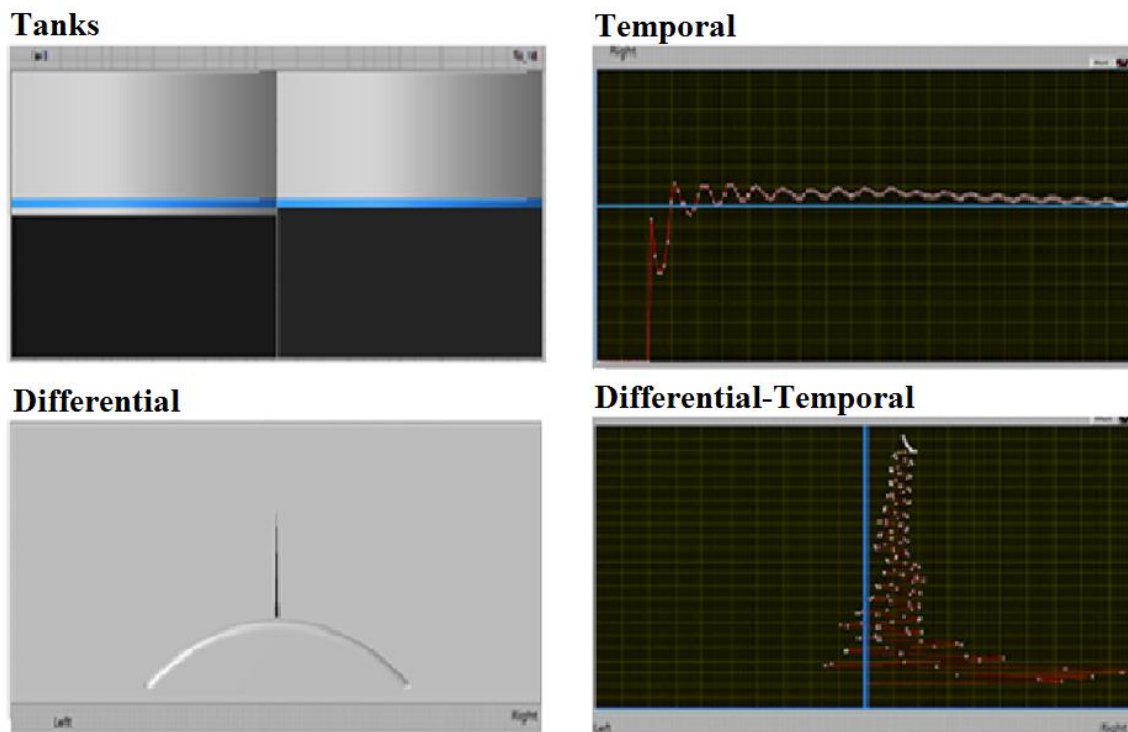 Tanks
Temporal
Right
Differential
Differential-Temporal
Left
Right
Left
Right